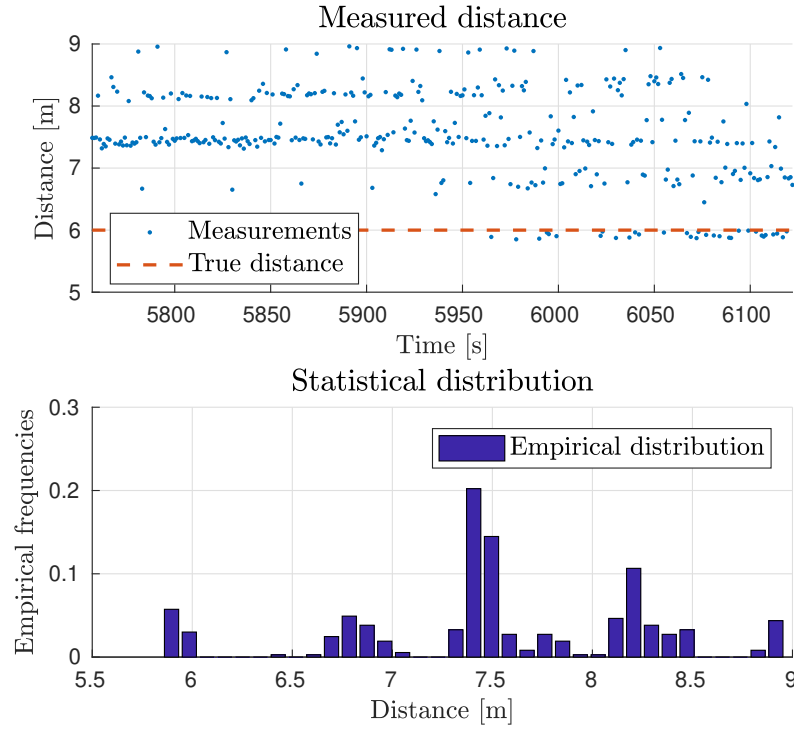 Measured distance
9
8
7
6
5
Distance [m]
Measurements
True distance
5800 5850 5900 5950 6000 6050 6100
Time [s]
Statistical distribution
0.3
0.2
0.1
0
Empirical frequencies
Empirical distribution
5.5 6 6.5 7 7.5 8 8.5 9
Distance [m]